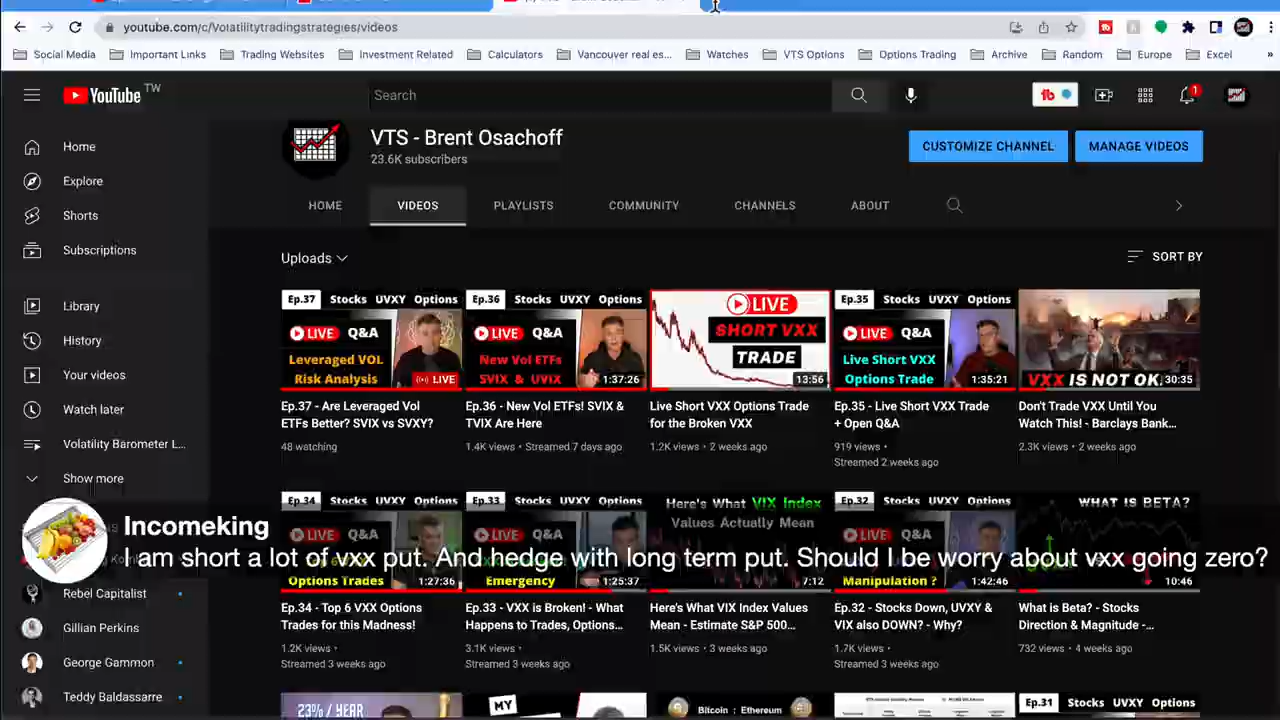 youtube.com/c/Volatilitytradingstrategies/videos
Social Media Important Links Trading Websites Investment Related Calculators Vancouver real es... Watches VTS Options Options Trading Archive Random Europe Excel »
YouTube TW
Search
1
Home
Explore
Shorts
Subscriptions
Library
History
Your videos
Watch later
Volatility Barometer L...
Show more
Rebel Capitalist
Gillian Perkins
George Gammon
Teddy Baldassarre
VTS - Brent Osachoff
23.6K subscribers
CUSTOMIZE CHANNEL
MANAGE VIDEOS
HOME VIDEOS PLAYLISTS COMMUNITY CHANNELS ABOUT
Uploads
SORT BY
Ep.37 Stocks UVXY Options
LIVE Q&A
Leveraged VOL
Risk Analysis
LIVE
Ep.37 - Are Leveraged Vol
ETFs Better? SVIX vs SVXY?
48 watching
Ep.36 Stocks UVXY Options
LIVE Q&A
New Vol ETFs
SVIX & UVIX
1:37:26
Ep.36 - New Vol ETFs! SVIX &
TVIX Are Here
1.4K views • Streamed 7 days ago
LIVE
SHORT VXX
TRADE
13:56
Live Short VXX Options Trade
for the Broken VXX
1.2K views • 2 weeks ago
Ep.35 Stocks UVXY Options
LIVE Q&A
Live Short VXX
Options Trade
1:35:21
Ep.35 - Live Short VXX Trade
+ Open Q&A
919 views •
Streamed 2 weeks ago
VXX IS NOT OK.
30:35
Don't Trade VXX Until You
Watch This! - Barclays Bank...
2.3K views • 2 weeks ago
Incomeking
I am short a lot of vxx put. And hedge with long term put. Should I be worry about vxx going zero?
Ep.34 Stocks UVXY Options
LIVE Q&A
Options Trades
1:27:36
Ep.34 - Top 6 VXX Options
Trades for this Madness!
1.2K views •
Streamed 3 weeks ago
Ep.33 Stocks UVXY Options
LIVE Q&A
Emergency
1:25:37
Ep.33 - VXX is Broken! - What
Happens to Trades, Options...
3.1K views •
Streamed 3 weeks ago
Here's What VIX Index
Values Actually Mean
7:12
Here's What VIX Index Values
Mean - Estimate S&P 500...
1.5K views • 3 weeks ago
Ep.32 Stocks UVXY Options
LIVE Q&A
Manipulation ?
1:42:46
Ep.32 - Stocks Down, UVXY &
VIX also DOWN? - Why?
1.7K views •
Streamed 3 weeks ago
WHAT IS BETA?
10:46
What is Beta? - Stocks
Direction & Magnitude -...
732 views • 4 weeks ago
23% / YEAR
MY
Bitcoin : Ethereum
Ep.31 Stocks UVXY Options